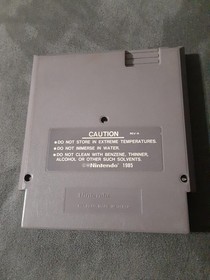 CAUTION
●DO NOT STORE IN EXTREME TEMPERATURES.
●DO NOT IMMERSE IN WATER.
●DO NOT CLEAN WITH BENZENE, THINNER,
ALCOHOL OR OTHER SUCH SOLVENTS.
©Nintendo 1985
Nintendo